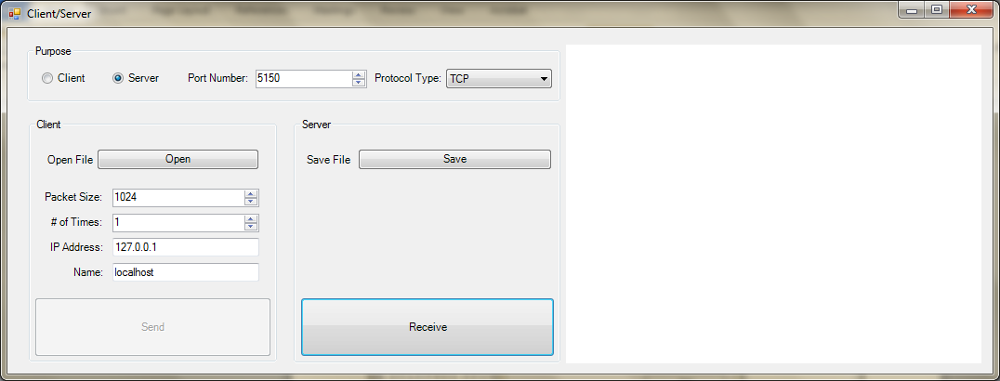 Client/Server
Purpose
Client Server Port Number: 5150 Protocol Type: TCP
Client
Open File Open
Packet Size: 1024
# of Times: 1
IP Address: 127.0.0.1
Name: localhost
Send
Server
Save File Save
Receive